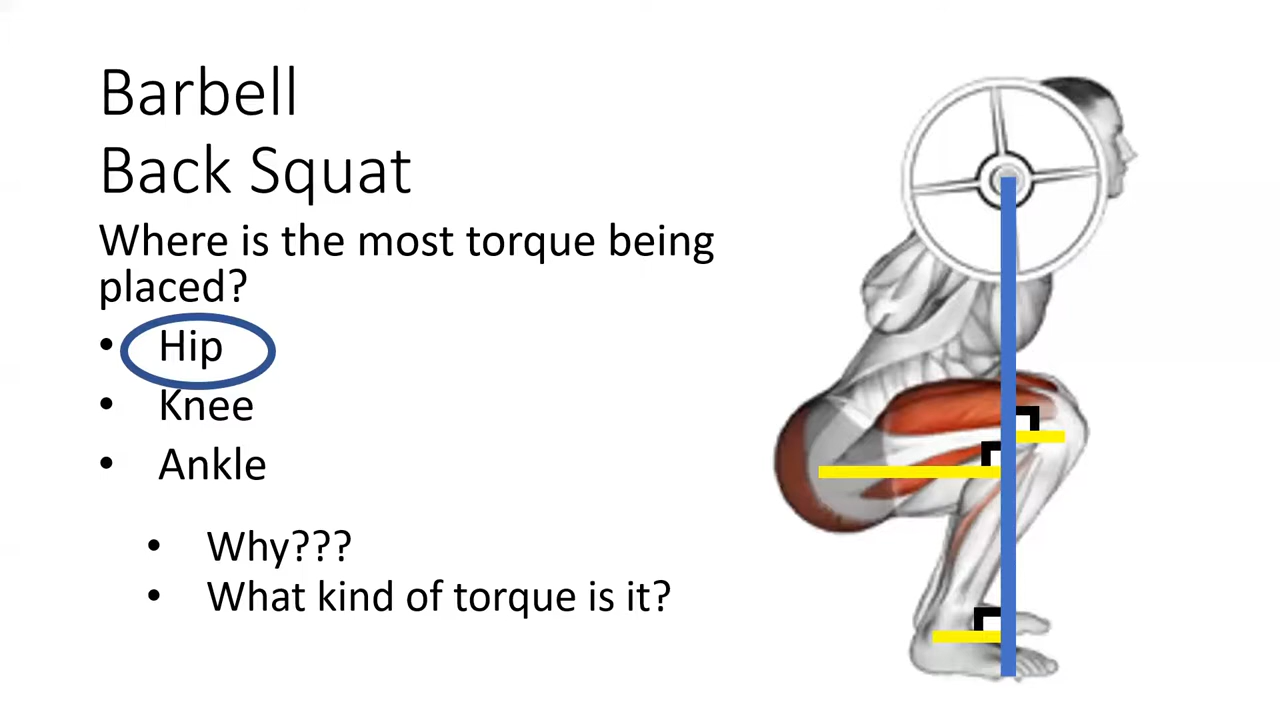 Barbell
Back Squat
Where is the most torque being
placed?
• Hip
• Knee
• Ankle
• Why???
• What kind of torque is it?